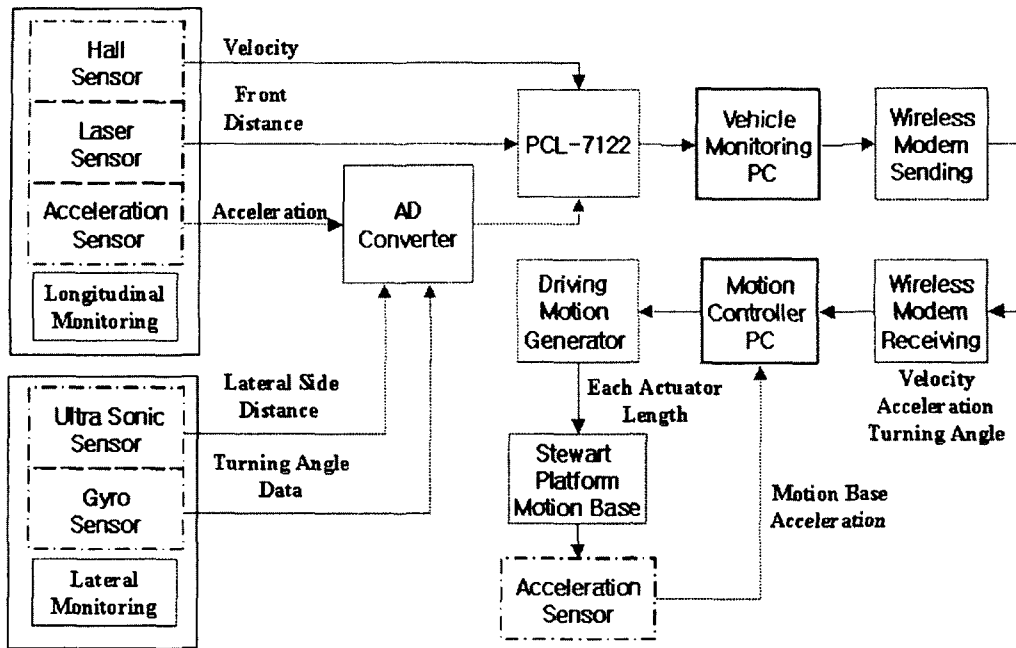 Hall
Sensor
Laser
Sensor
Acceleration
Sensor
Longitudinal
Monitoring
Velocity
Front
Distance
Acceleration
AD
Converter
PCL-7122
Vehicle
Monitoring
PC
Wireless
Modem
Sending
Driving
Motion
Generator
Motion
Controller
PC
Wireless
Modem
Receiving
Velocity
Acceleration
Turning Angle
Each Actuator
Length
Stewart
Platform
Motion Base
Motion Base
Acceleration
Acceleration
Sensor
Ultra Sonic
Sensor
Gyro
Sensor
Lateral
Monitoring
Lateral Side
Distance
Turning Angle
Data